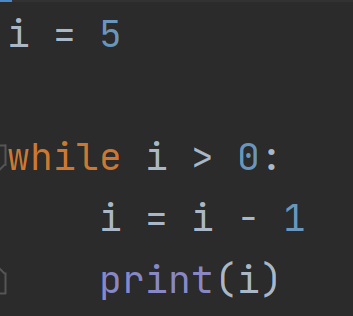 i = 5
while i > 0:
    i = i - 1
    print(i)